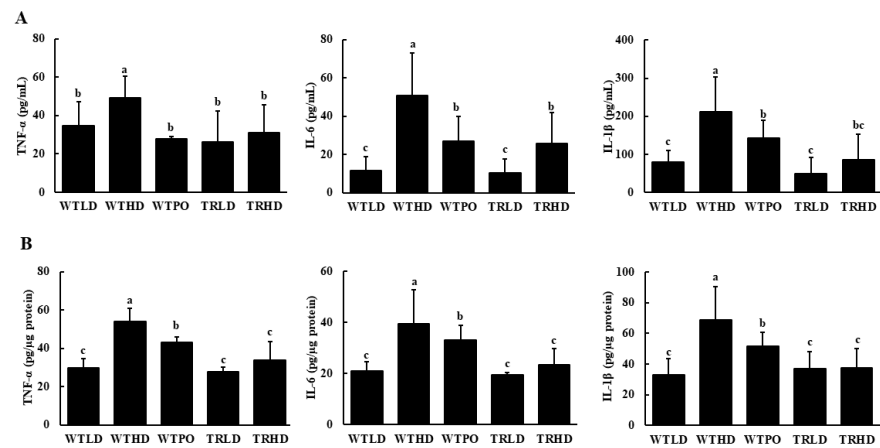 A
TNF-α (pg/mL)
80
60
40
20
0
b
a
b
b
b
WTLD WTHD WTPO TRLD TRHD
IL-6 (pg/mL)
80
60
40
20
0
c
a
b
c
b
WTLD WTHD WTPO TRLD TRHD
IL-1β (pg/mL)
400
300
200
100
0
c
a
b
c
bc
WTLD WTHD WTPO TRLD TRHD
B
TNF-α (pg/μg protein)
80
60
40
20
0
c
a
b
c
c
WTLD WTHD WTPO TRLD TRHD
IL-6 (pg/μg protein)
60
40
20
0
c
a
b
c
c
WTLD WTHD WTPO TRLD TRHD
IL-1β (pg/μg protein)
100
80
60
40
20
0
c
a
b
c
c
WTLD WTHD WTPO TRLD TRHD